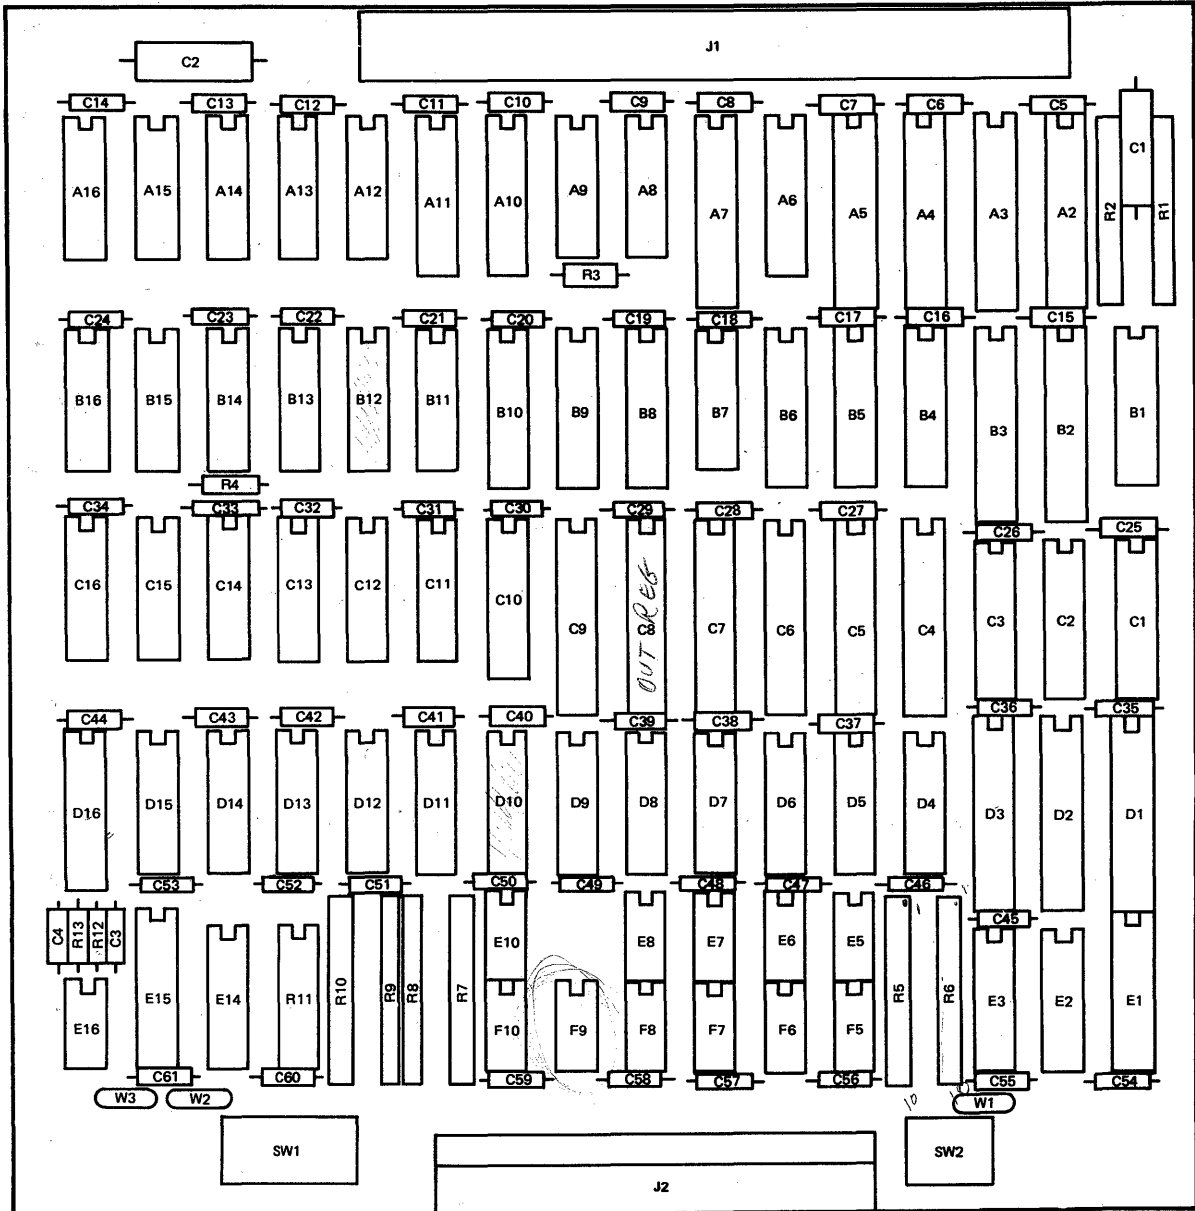 J1
C2
C14 C13 C12 C11 C10 C9 C8 C7 C6 C5
C1
A16 A15 A14 A13 A12 A11 A10 A9 A8 A7 A6 A5 A4 A3 A2 R2 R1
R3
C24 C23 C22 C21 C20 C19 C18 C17 C16 C15
B16 B15 B14 B13 B12 B11 B10 B9 B8 B7 B6 B5 B4 B3 B2 B1
R4
C34 C33 C32 C31 C30 C29 C28 C27 C26 C25
C16 C15 C14 C13 C12 C11 C10 C9 C8 C7 C6 C5 C4 C3 C2 C1
OUT REG
C44 C43 C42 C41 C40 C39 C38 C37 C36 C35
D16 D15 D14 D13 D12 D11 D10 D9 D8 D7 D6 D5 D4 D3 D2 D1
C53 C52 C51 C50 C49 C48 C47 C46 C45
C4 R13 R12 C3
E10 E8 E7 E6 E5
E16 E15 E14 R11 R10 R9 R8 R7 F10 F9 F8 F7 F6 F5 R5 R6 E3 E2 E1
C61 C60 C59 C58 C57 C56 C55 C54
W3 W2 W1
10
SW1 SW2
J2